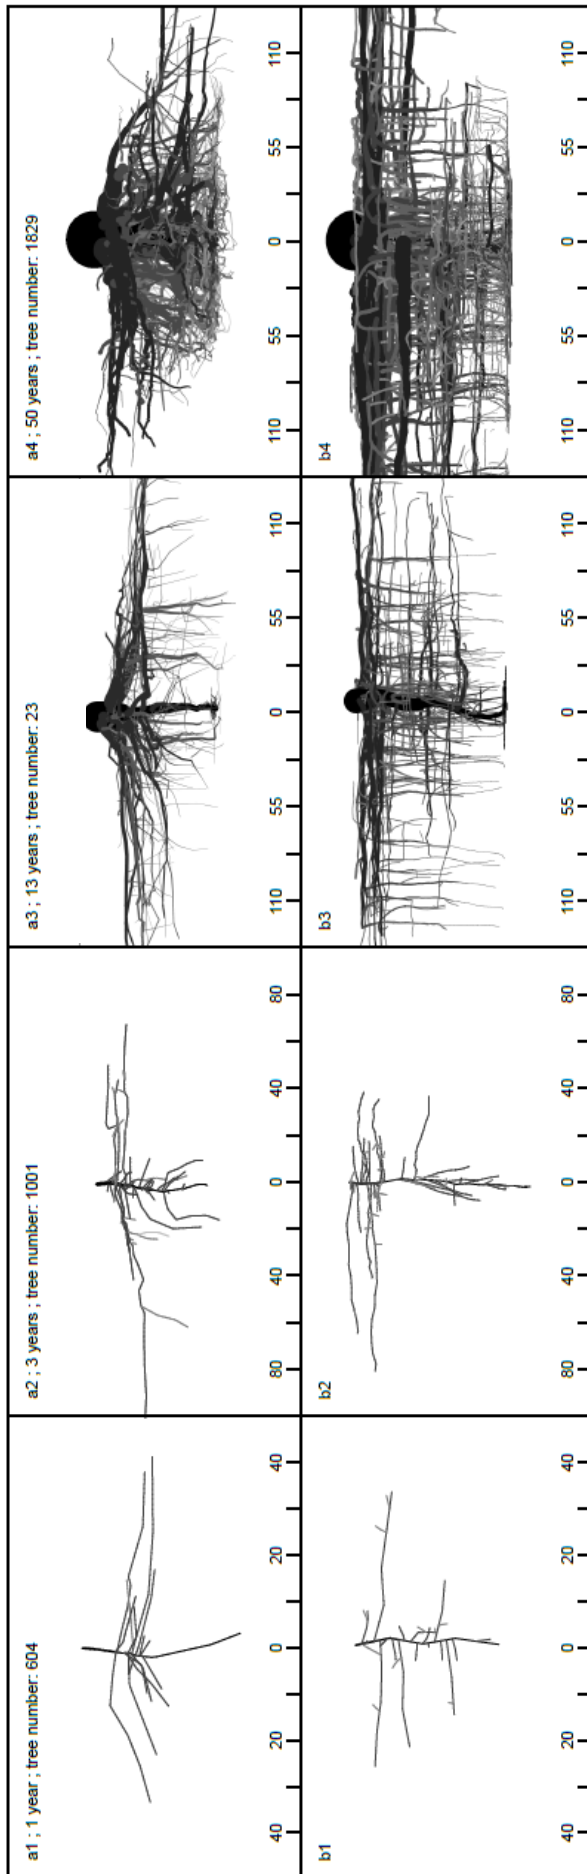 a1 ; 1 year ; tree number: 604
a2 ; 3 years ; tree number: 1001
a3 ; 13 years ; tree number: 23
a4 ; 50 years ; tree number: 1829
40 20 0 20 40 80 40 0 40 80 110 55 0 55 110 110 55 0 55 110
b1
b2
b3
b4
40 20 0 20 40 80 40 0 40 80 110 55 0 55 110 110 55 0 55 110